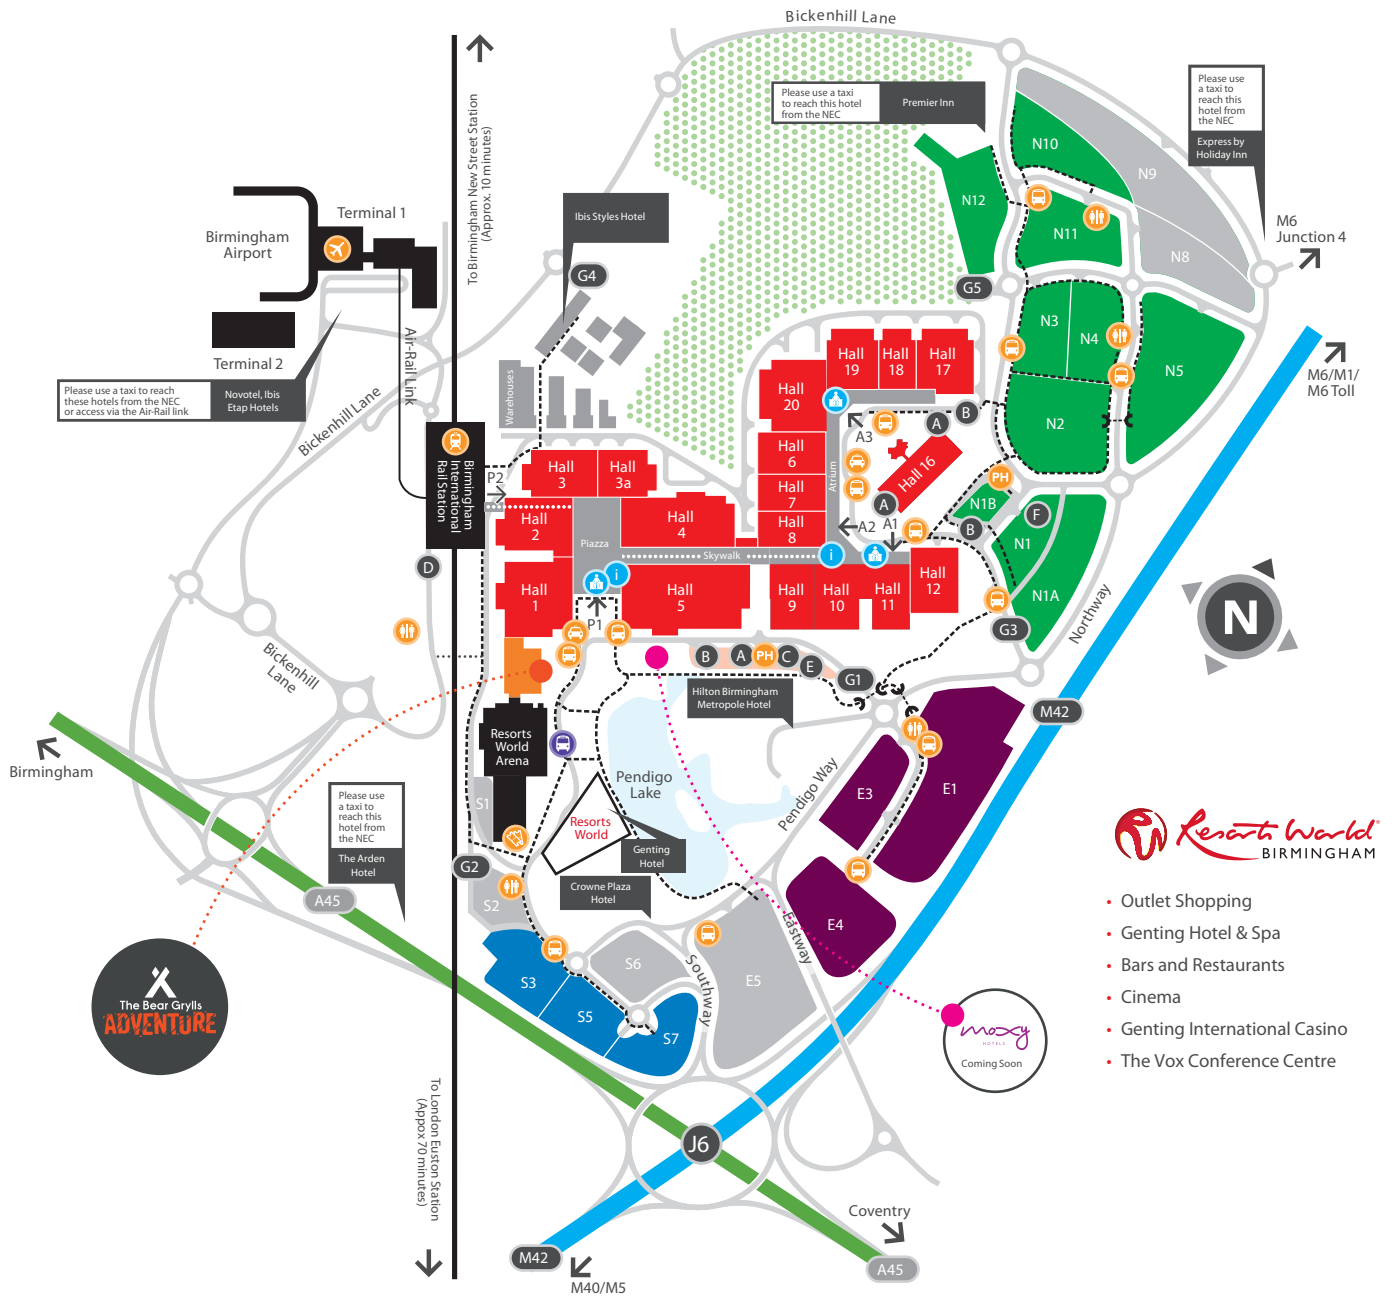 Bickenhill Lane
To Birmingham New Street Station
(Approx. 10 minutes)
Please use a taxi
to reach this hotel
from the NEC
Premier Inn
Please use
a taxi to
reach this
hotel from
the NEC
Express by
Holiday Inn
N10
N9
N12
N11
N8
M6
Junction 4
Terminal 1
Birmingham
Airport
Ibis Styles Hotel
G4
G5
Terminal 2
Air-Rail Link
Please use a taxi to reach
these hotels from the NEC
or access via the Air-Rail link
Novotel, Ibis
Etap Hotels
Bickenhill Lane
Warehouses
N3
N4
N5
N2
M6/M1/
M6 Toll
Hall
19
Hall
18
Hall
17
Hall
20
A3
B
A
Hall 16
Hall
6
Hall
7
Hall
8
Atrium
A
A2
A1
Birmingham
International
Rail Station
P2
Hall
3
Hall
3a
Hall
2
Hall
4
Piazza
Skywalk
i
i
PH
N1B
F
B
N1
N1A
G3
Northway
N
D
Hall
1
Hall
5
Hall
9
Hall
10
Hall
11
Hall
12
P1
B
A
PH
C
E
G1
Hilton Birmingham
Metropole Hotel
Bickenhill
Lane
M42
Birmingham
Resorts
World
Arena
Pendigo
Lake
Pendigo Way
E3
E1
S1
Resorts
World
Genting
Hotel
Please use
a taxi to
reach this
hotel from
the NEC
The Arden
Hotel
G2
Crowne Plaza
Hotel
A45
S2
E4
Eastway
S3
S6
Southway
E5
S5
S7
The Bear Grylls
ADVENTURE
moxy
HOTELS
Coming Soon
Resorts World
BIRMINGHAM
• Outlet Shopping
• Genting Hotel & Spa
• Bars and Restaurants
• Cinema
• Genting International Casino
• The Vox Conference Centre
To London Euston Station
(Appox 70 minutes)
J6
Coventry
M42
M40/M5
A45